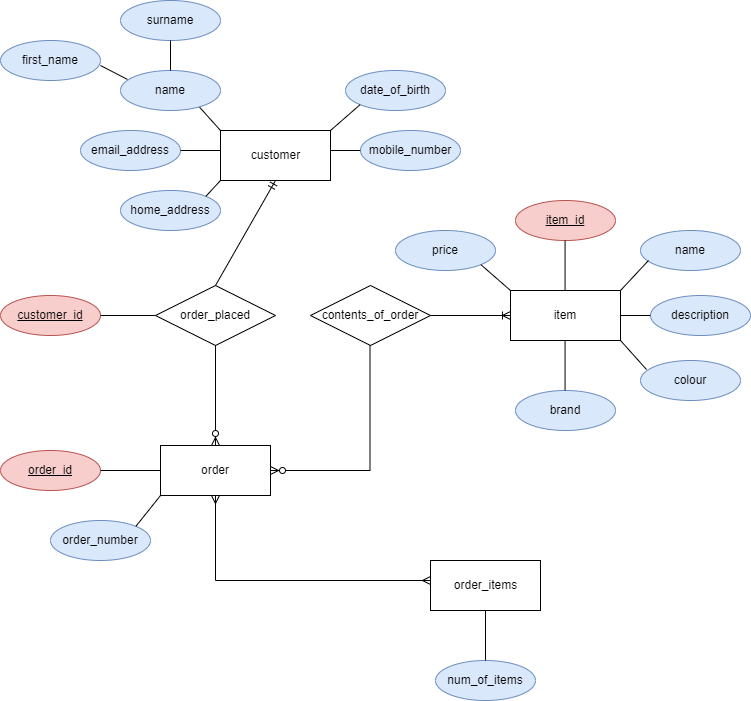 surname
first_name
name
date_of_birth
email_address
customer
mobile_number
home_address
item_id
price
name
customer_id
order_placed
contents_of_order
item
description
colour
brand
order_id
order
order_number
order_items
num_of_items